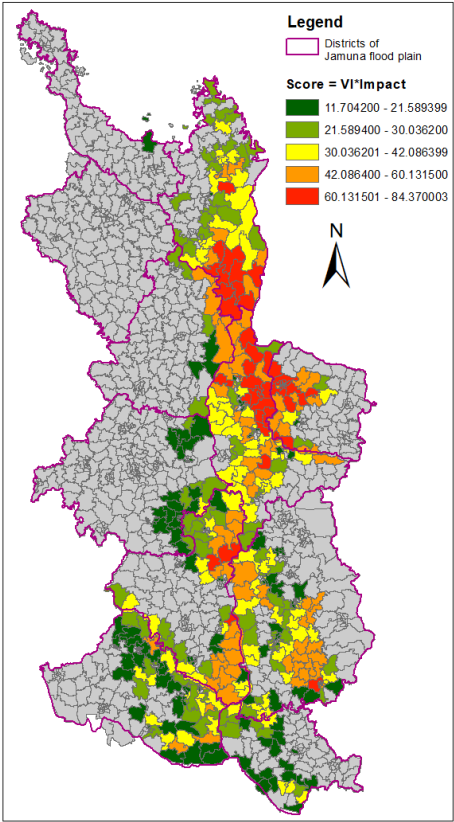 Legend
Districts of
Jamuna flood plain
Score = VI*Impact
11.704200 - 21.589399
21.589400 - 30.036200
30.036201 - 42.086399
42.086400 - 60.131500
60.131501 - 84.370003
N